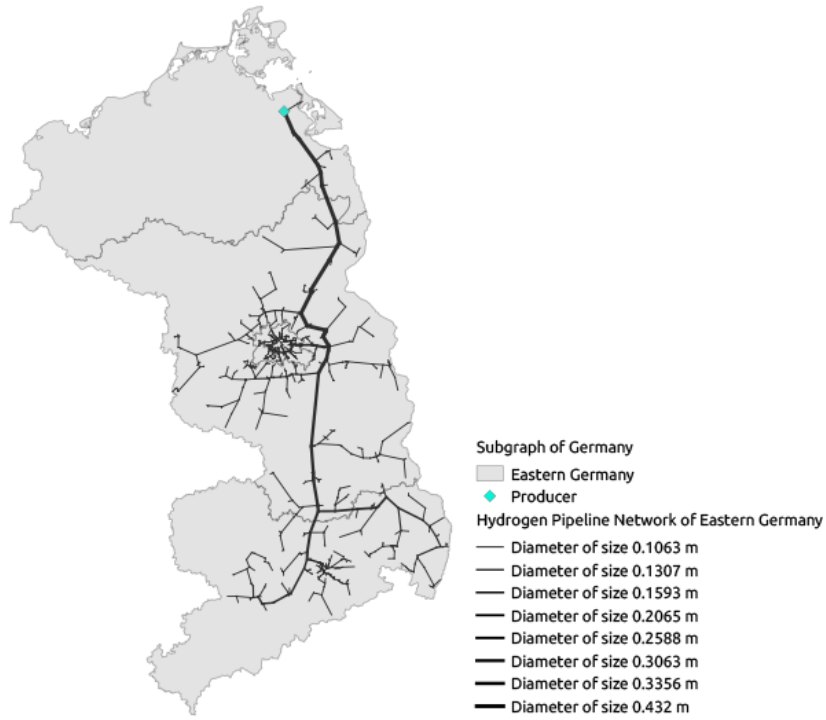 Subgraph of Germany
Eastern Germany
Producer
Hydrogen Pipeline Network of Eastern Germany
Diameter of size 0.1063 m
Diameter of size 0.1307 m
Diameter of size 0.1593 m
Diameter of size 0.2065 m
Diameter of size 0.2588 m
Diameter of size 0.3063 m
Diameter of size 0.3356 m
Diameter of size 0.432 m